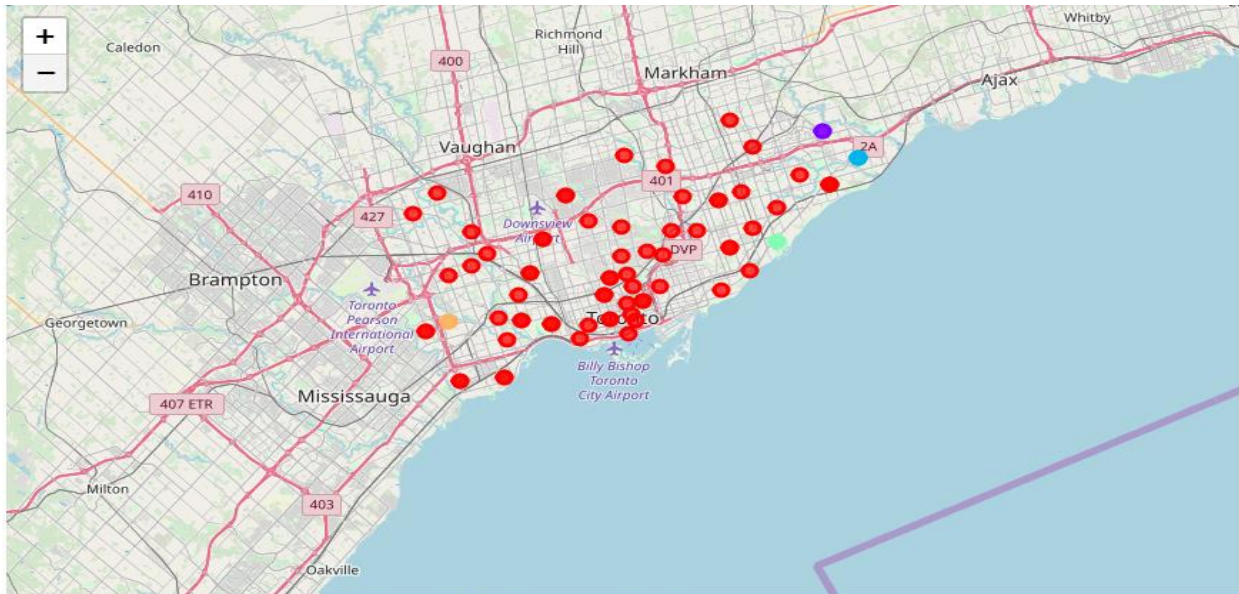 +
−
Caledon
Richmond
Hill
Whitby
400
Markham
Ajax
Vaughan
2A
401
410
427
Downsview
Airport
DVP
Brampton
Toronto
Pearson
International
Airport
Georgetown
Toronto
Billy Bishop
Toronto
City Airport
Mississauga
407 ETR
Milton
403
Oakville